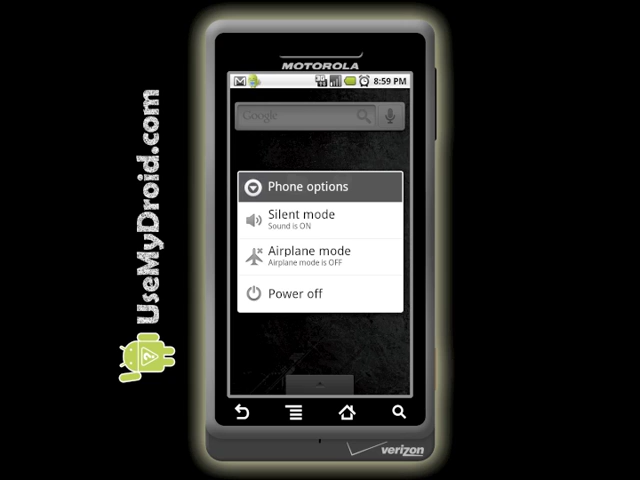 UseMyDroid.com
MOTOROLA
3G
8:59 PM
Google
Phone options
Silent mode
Sound is ON
Airplane mode
Airplane mode is OFF
Power off
verizon